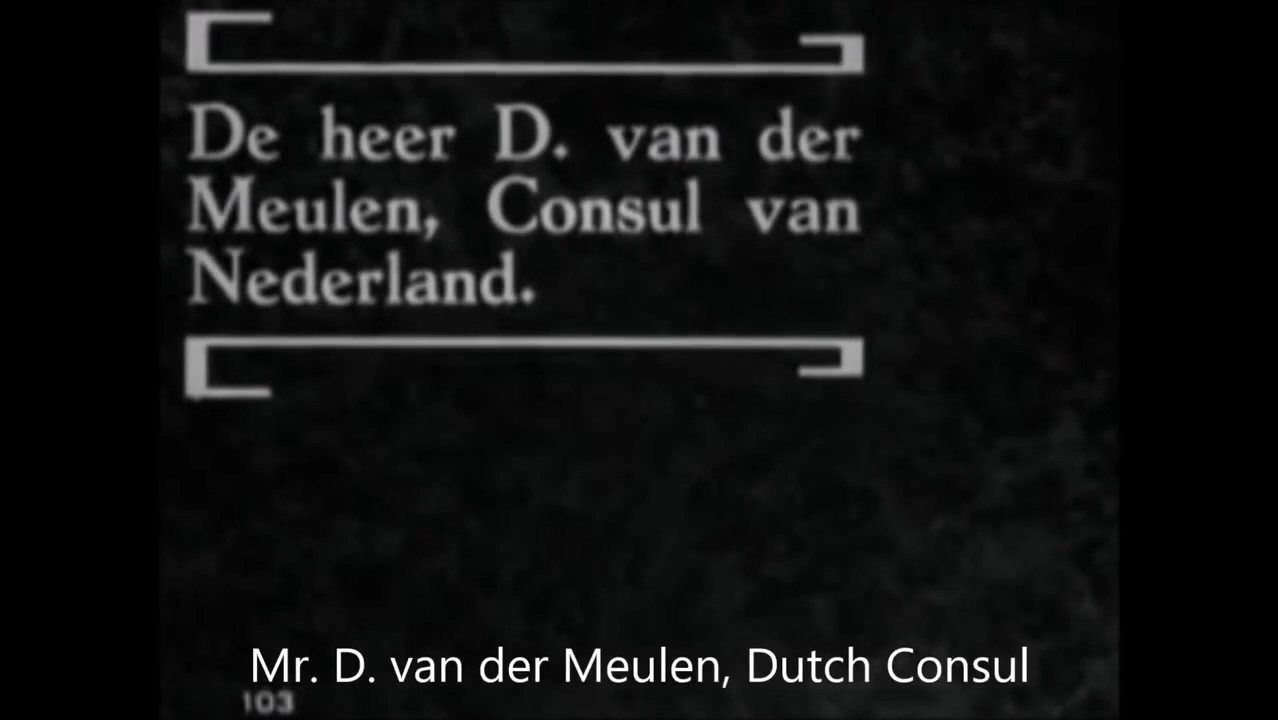 De heer D. van der
Meulen, Consul van
Nederland.
Mr. D. van der Meulen, Dutch Consul
103